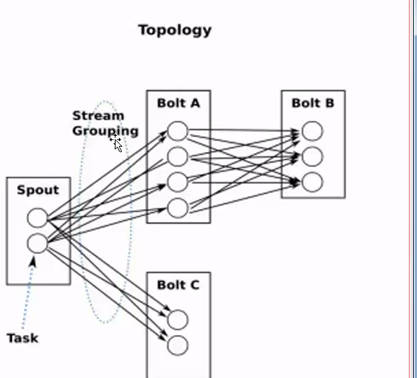 Topology
Bolt A
Bolt B
Stream
Grouping
Spout
Bolt C
Task